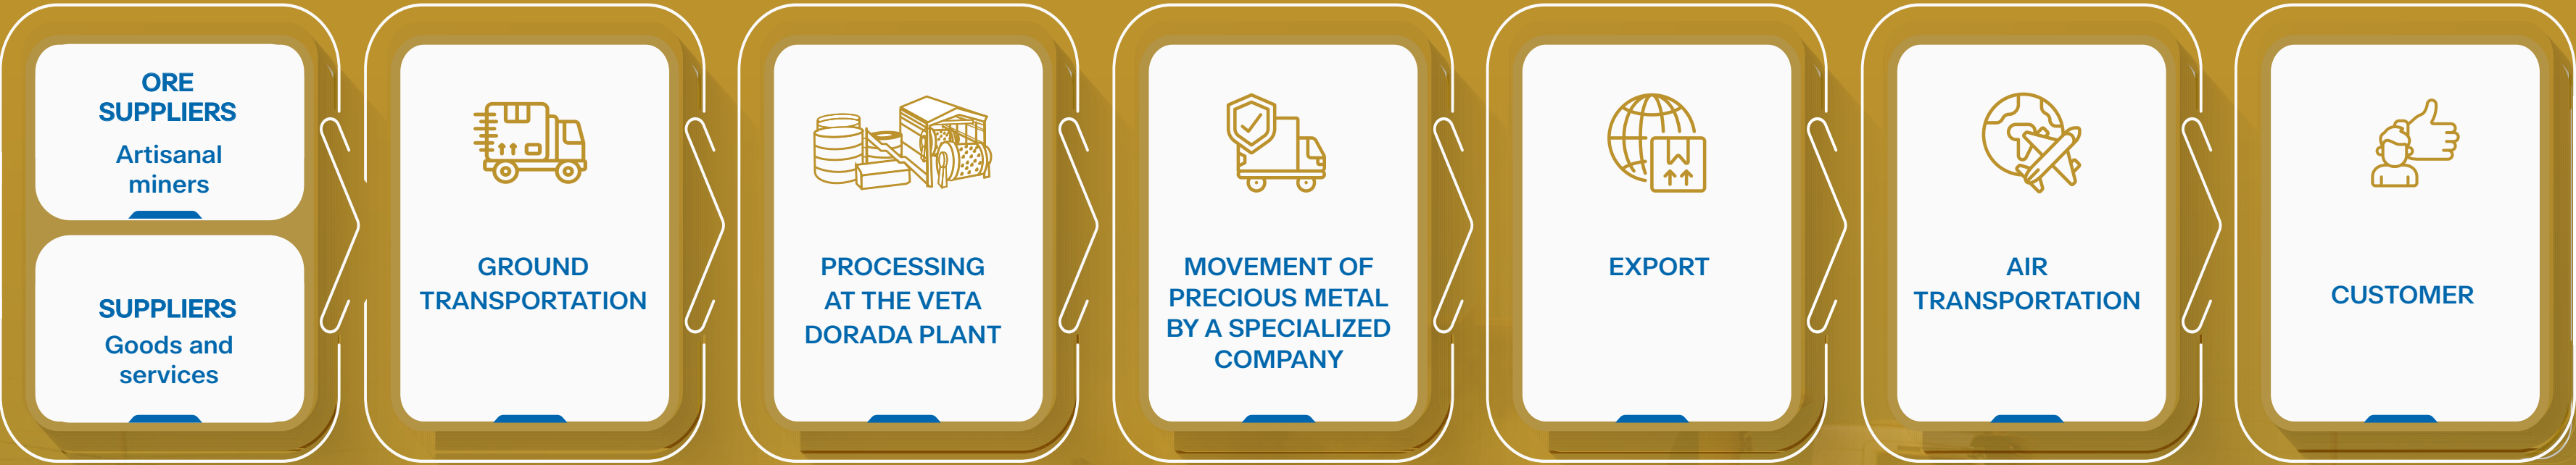 ORE
SUPPLIERS
Artisanal
miners
SUPPLIERS
Goods and
services
GROUND
TRANSPORTATION
PROCESSING
AT THE VETA
DORADA PLANT
MOVEMENT OF
PRECIOUS METAL
BY A SPECIALIZED
COMPANY
EXPORT
AIR
TRANSPORTATION
CUSTOMER